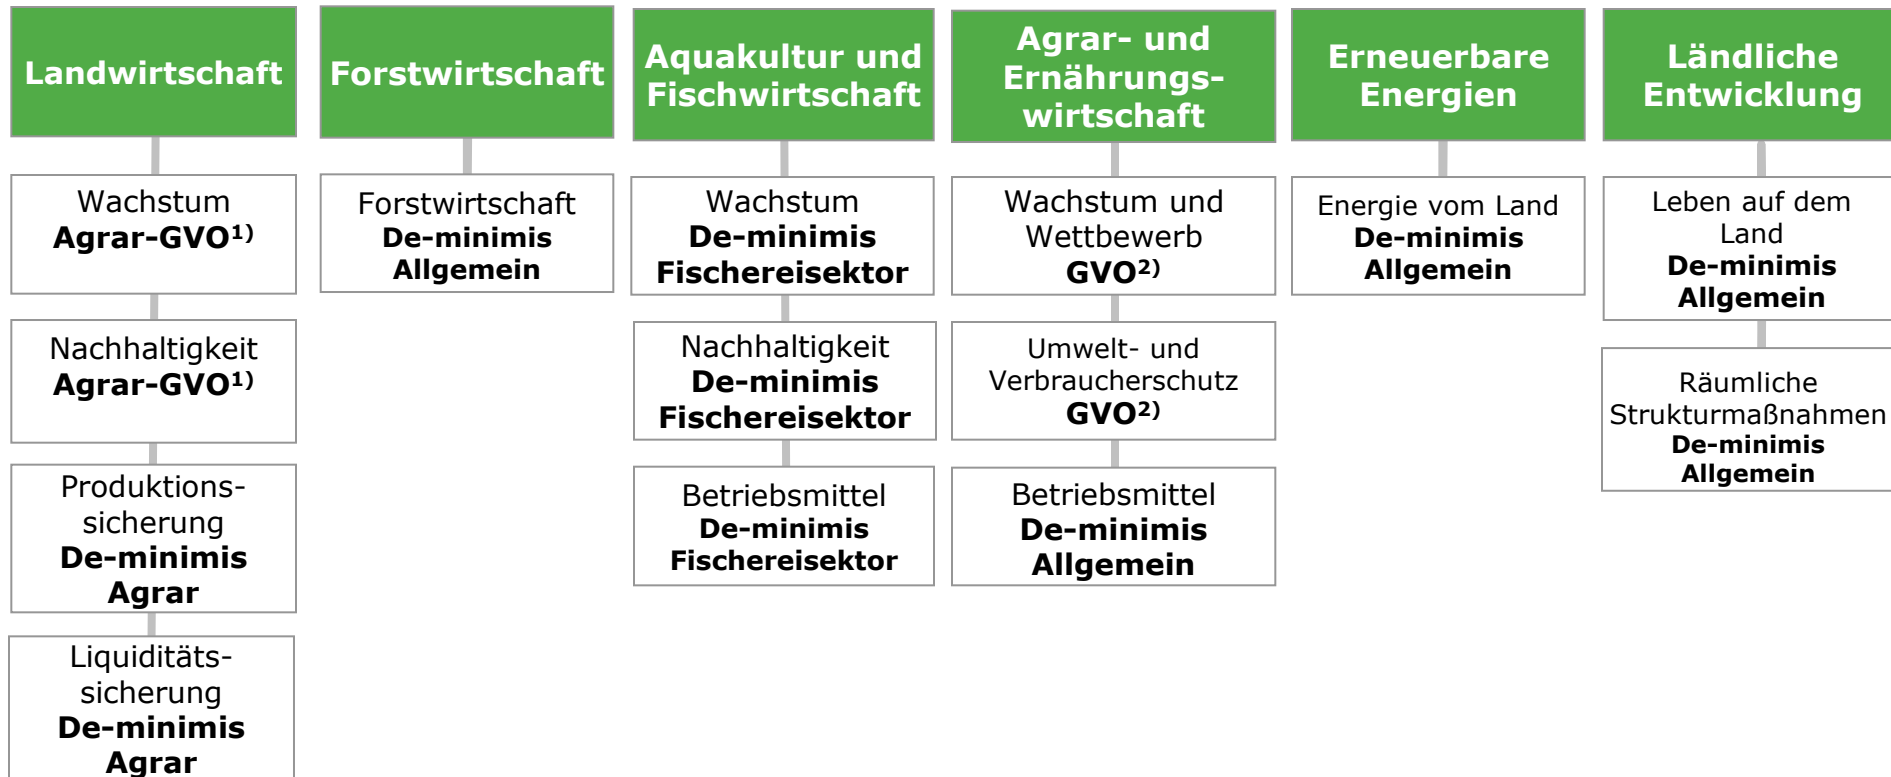 Landwirtschaft
Wachstum
Agrar-GVO¹⁾
Nachhaltigkeit
Agrar-GVO¹⁾
Produktions-
sicherung
De-minimis
Agrar
Liquiditäts-
sicherung
De-minimis
Agrar
Forstwirtschaft
Forstwirtschaft
De-minimis
Allgemein
Aquakultur und
Fischwirtschaft
Wachstum
De-minimis
Fischereisektor
Nachhaltigkeit
De-minimis
Fischereisektor
Betriebsmittel
De-minimis
Fischereisektor
Agrar- und
Ernährungs-
wirtschaft
Wachstum und
Wettbewerb
GVO²⁾
Umwelt- und
Verbraucherschutz
GVO²⁾
Betriebsmittel
De-minimis
Allgemein
Erneuerbare
Energien
Energie vom Land
De-minimis
Allgemein
Ländliche
Entwicklung
Leben auf dem
Land
De-minimis
Allgemein
Räumliche
Strukturmaßnahmen
De-minimis
Allgemein